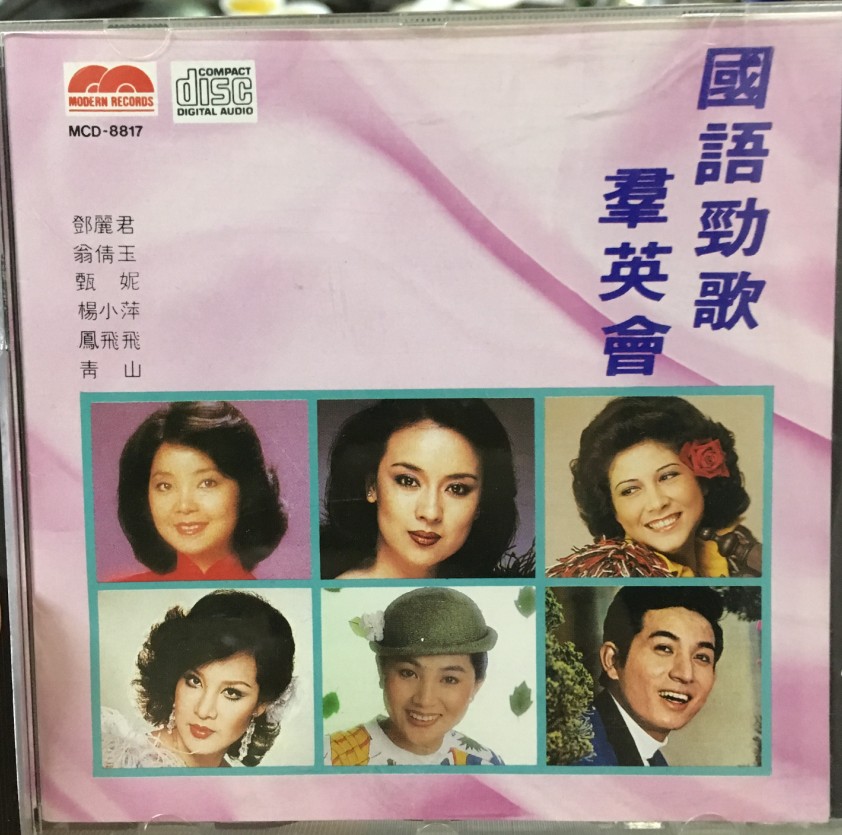 MODERN RECORDS
COMPACT
disc
DIGITAL AUDIO
MCD-8817
國語勁歌
羣英會
鄧麗君
翁倩玉
甄 妮
楊小萍
鳳飛飛
青 山